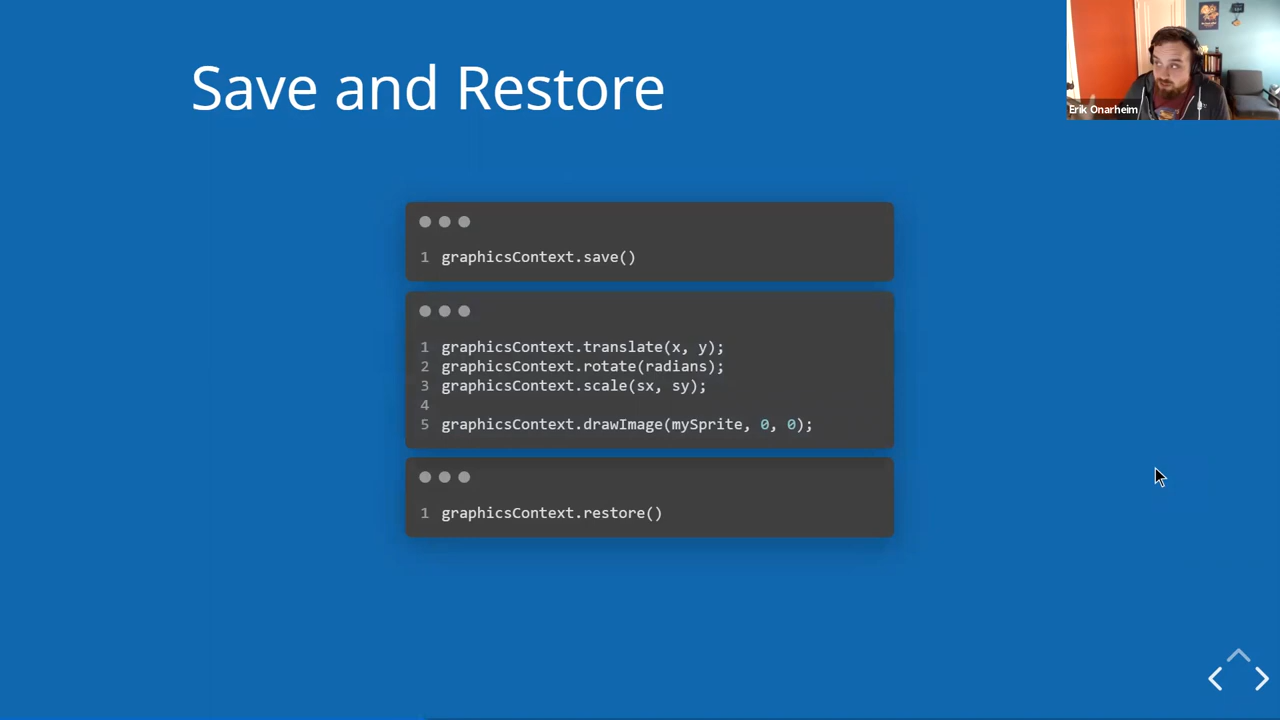 Save and Restore
Erik Onarheim
1 graphicsContext.save()
1 graphicsContext.translate(x, y);
2 graphicsContext.rotate(radians);
3 graphicsContext.scale(sx, sy);
4
5 graphicsContext.drawImage(mySprite, 0, 0);
1 graphicsContext.restore()